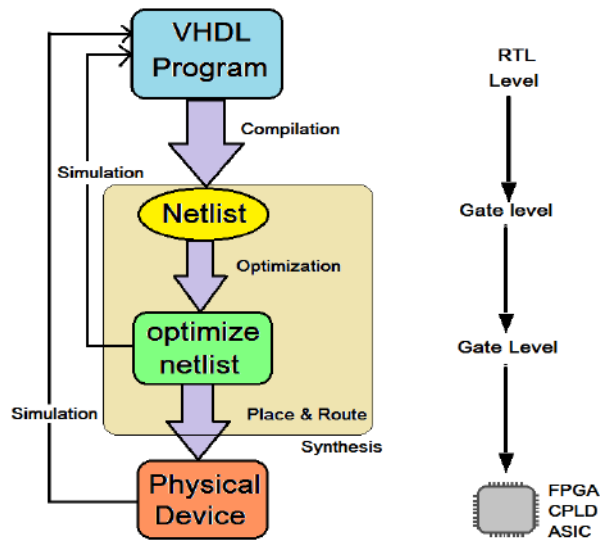 VHDL
Program
Compilation
Simulation
Netlist
Optimization
optimize
netlist
Simulation
Place & Route
Synthesis
Physical
Device
RTL
Level
Gate level
Gate Level
FPGA
CPLD
ASIC